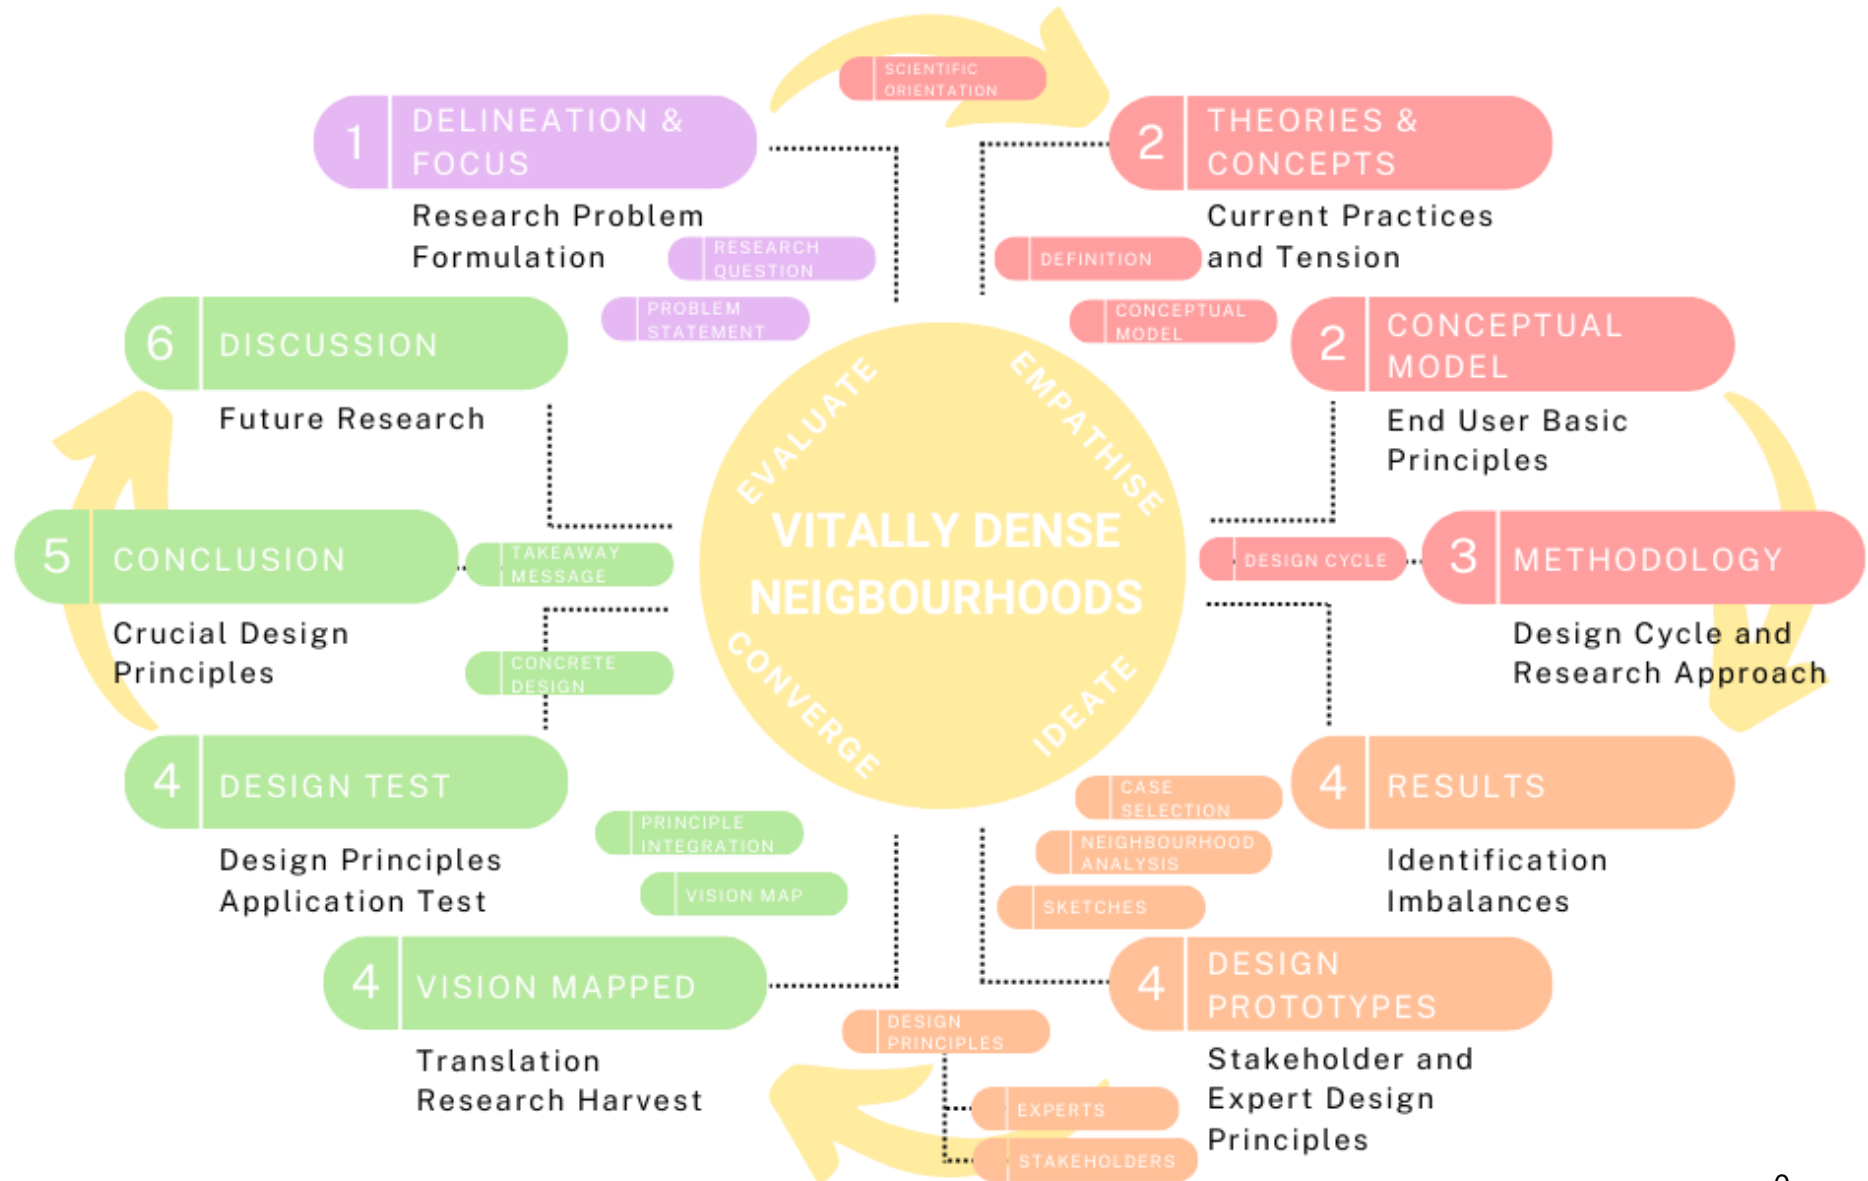 SCIENTIFIC
ORIENTATION
1
DELINEATION &
FOCUS
Research Problem
Formulation
RESEARCH
QUESTION
PROBLEM
STATEMENT
2
THEORIES &
CONCEPTS
Current Practices
and Tension
DEFINITION
CONCEPTUAL
MODEL
2
CONCEPTUAL
MODEL
End User Basic
Principles
6
DISCUSSION
Future Research
EVALUATE
EMPATHISE
VITALLY DENSE
NEIGBOURHOODS
CONVERGE
IDEATE
5
CONCLUSION
Crucial Design
Principles
TAKEAWAY
MESSAGE
CONCRETE
DESIGN
DESIGN CYCLE
3
METHODOLOGY
Design Cycle and
Research Approach
4
DESIGN TEST
Design Principles
Application Test
PRINCIPLE
INTEGRATION
VISION MAP
CASE
SELECTION
NEIGHBOURHOOD
ANALYSIS
SKETCHES
4
RESULTS
Identification
Imbalances
4
VISION MAPPED
Translation
Research Harvest
DESIGN
PRINCIPLES
EXPERTS
STAKEHOLDERS
4
DESIGN
PROTOTYPES
Stakeholder and
Expert Design
Principles